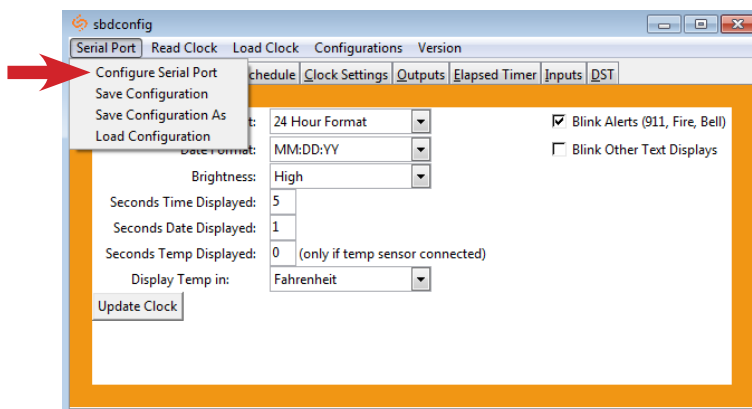 sbdconfig
Serial Port Read Clock Load Clock Configurations Version
Configure Serial Port
Save Configuration
Save Configuration As
Load Configuration
Clock Settings Outputs Elapsed Timer Inputs DST
24 Hour Format
Blink Alerts (911, Fire, Bell)
Date Format: MM:DD:YY
Blink Other Text Displays
Brightness: High
Seconds Time Displayed: 5
Seconds Date Displayed: 1
Seconds Temp Displayed: 0 (only if temp sensor connected)
Display Temp in: Fahrenheit
Update Clock